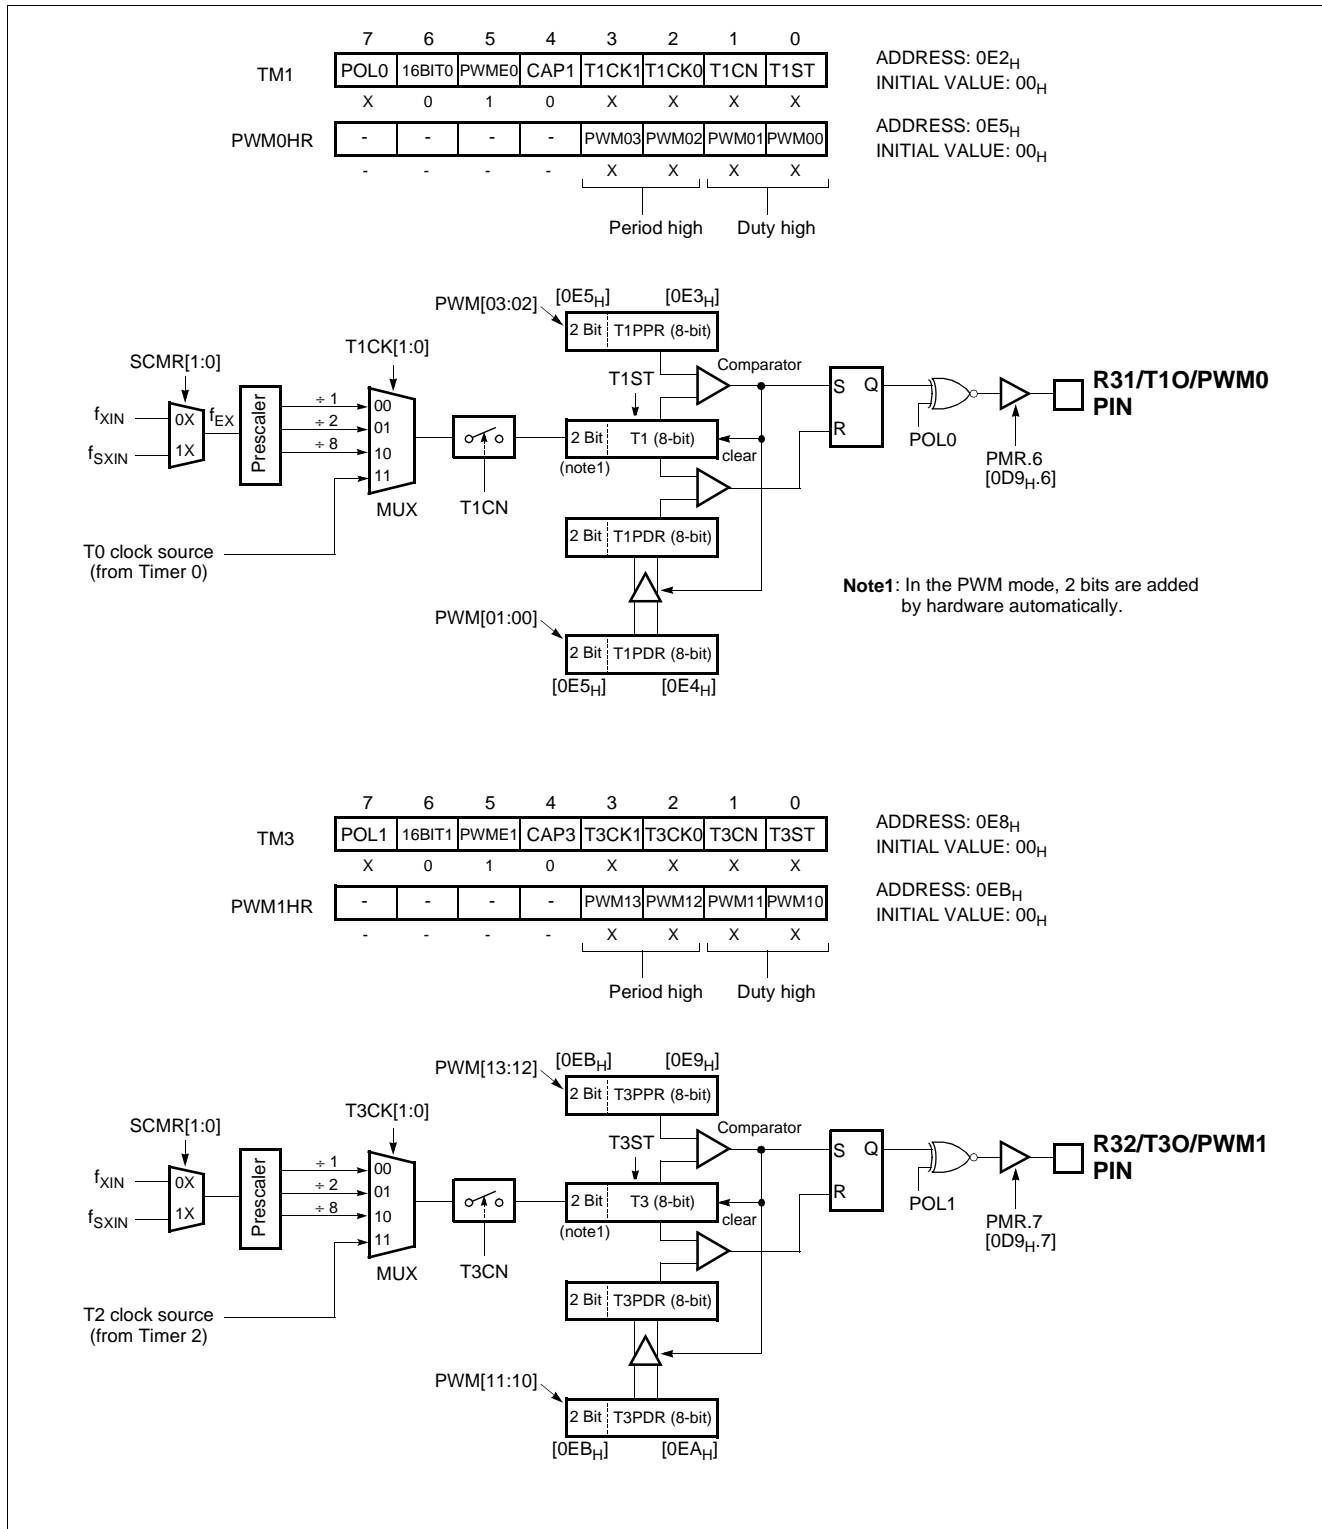 7 6 5 4 3 2 1 0
TM1 POL0 16BIT0 PWME0 CAP1 T1CK1 T1CK0 T1CN T1ST
X 0 1 0 X X X X
ADDRESS: 0E2H
INITIAL VALUE: 00H
PWM0HR - - - - PWM03 PWM02 PWM01 PWM00
- - - - X X X X
ADDRESS: 0E5H
INITIAL VALUE: 00H
Period high Duty high
PWM[03:02] [0E5H] [0E3H]
2 Bit T1PPR (8-bit)
SCMR[1:0]
T1CK[1:0]
T1ST
Comparator
fXIN
fSXIN
0X
1X
fEX
Prescaler
÷ 1
÷ 2
÷ 8
00
01
10
11
MUX
T1CN
2 Bit T1 (8-bit)
(note1)
clear
S Q
R
POL0
PMR.6
[0D9H.6]
R31/T1O/PWM0
PIN
2 Bit T1PDR (8-bit)
T0 clock source
(from Timer 0)
Note1: In the PWM mode, 2 bits are added
by hardware automatically.
PWM[01:00]
2 Bit T1PDR (8-bit)
[0E5H] [0E4H]
7 6 5 4 3 2 1 0
TM3 POL1 16BIT1 PWME1 CAP3 T3CK1 T3CK0 T3CN T3ST
X 0 1 0 X X X X
ADDRESS: 0E8H
INITIAL VALUE: 00H
PWM1HR - - - - PWM13 PWM12 PWM11 PWM10
- - - - X X X X
ADDRESS: 0EBH
INITIAL VALUE: 00H
Period high Duty high
PWM[13:12] [0EBH] [0E9H]
2 Bit T3PPR (8-bit)
SCMR[1:0]
T3CK[1:0]
T3ST
Comparator
fXIN
fSXIN
0X
1X
Prescaler
÷ 1
÷ 2
÷ 8
00
01
10
11
MUX
T3CN
2 Bit T3 (8-bit)
(note1)
clear
S Q
R
POL1
PMR.7
[0D9H.7]
R32/T3O/PWM1
PIN
2 Bit T3PDR (8-bit)
T2 clock source
(from Timer 2)
PWM[11:10]
2 Bit T3PDR (8-bit)
[0EBH] [0EAH]